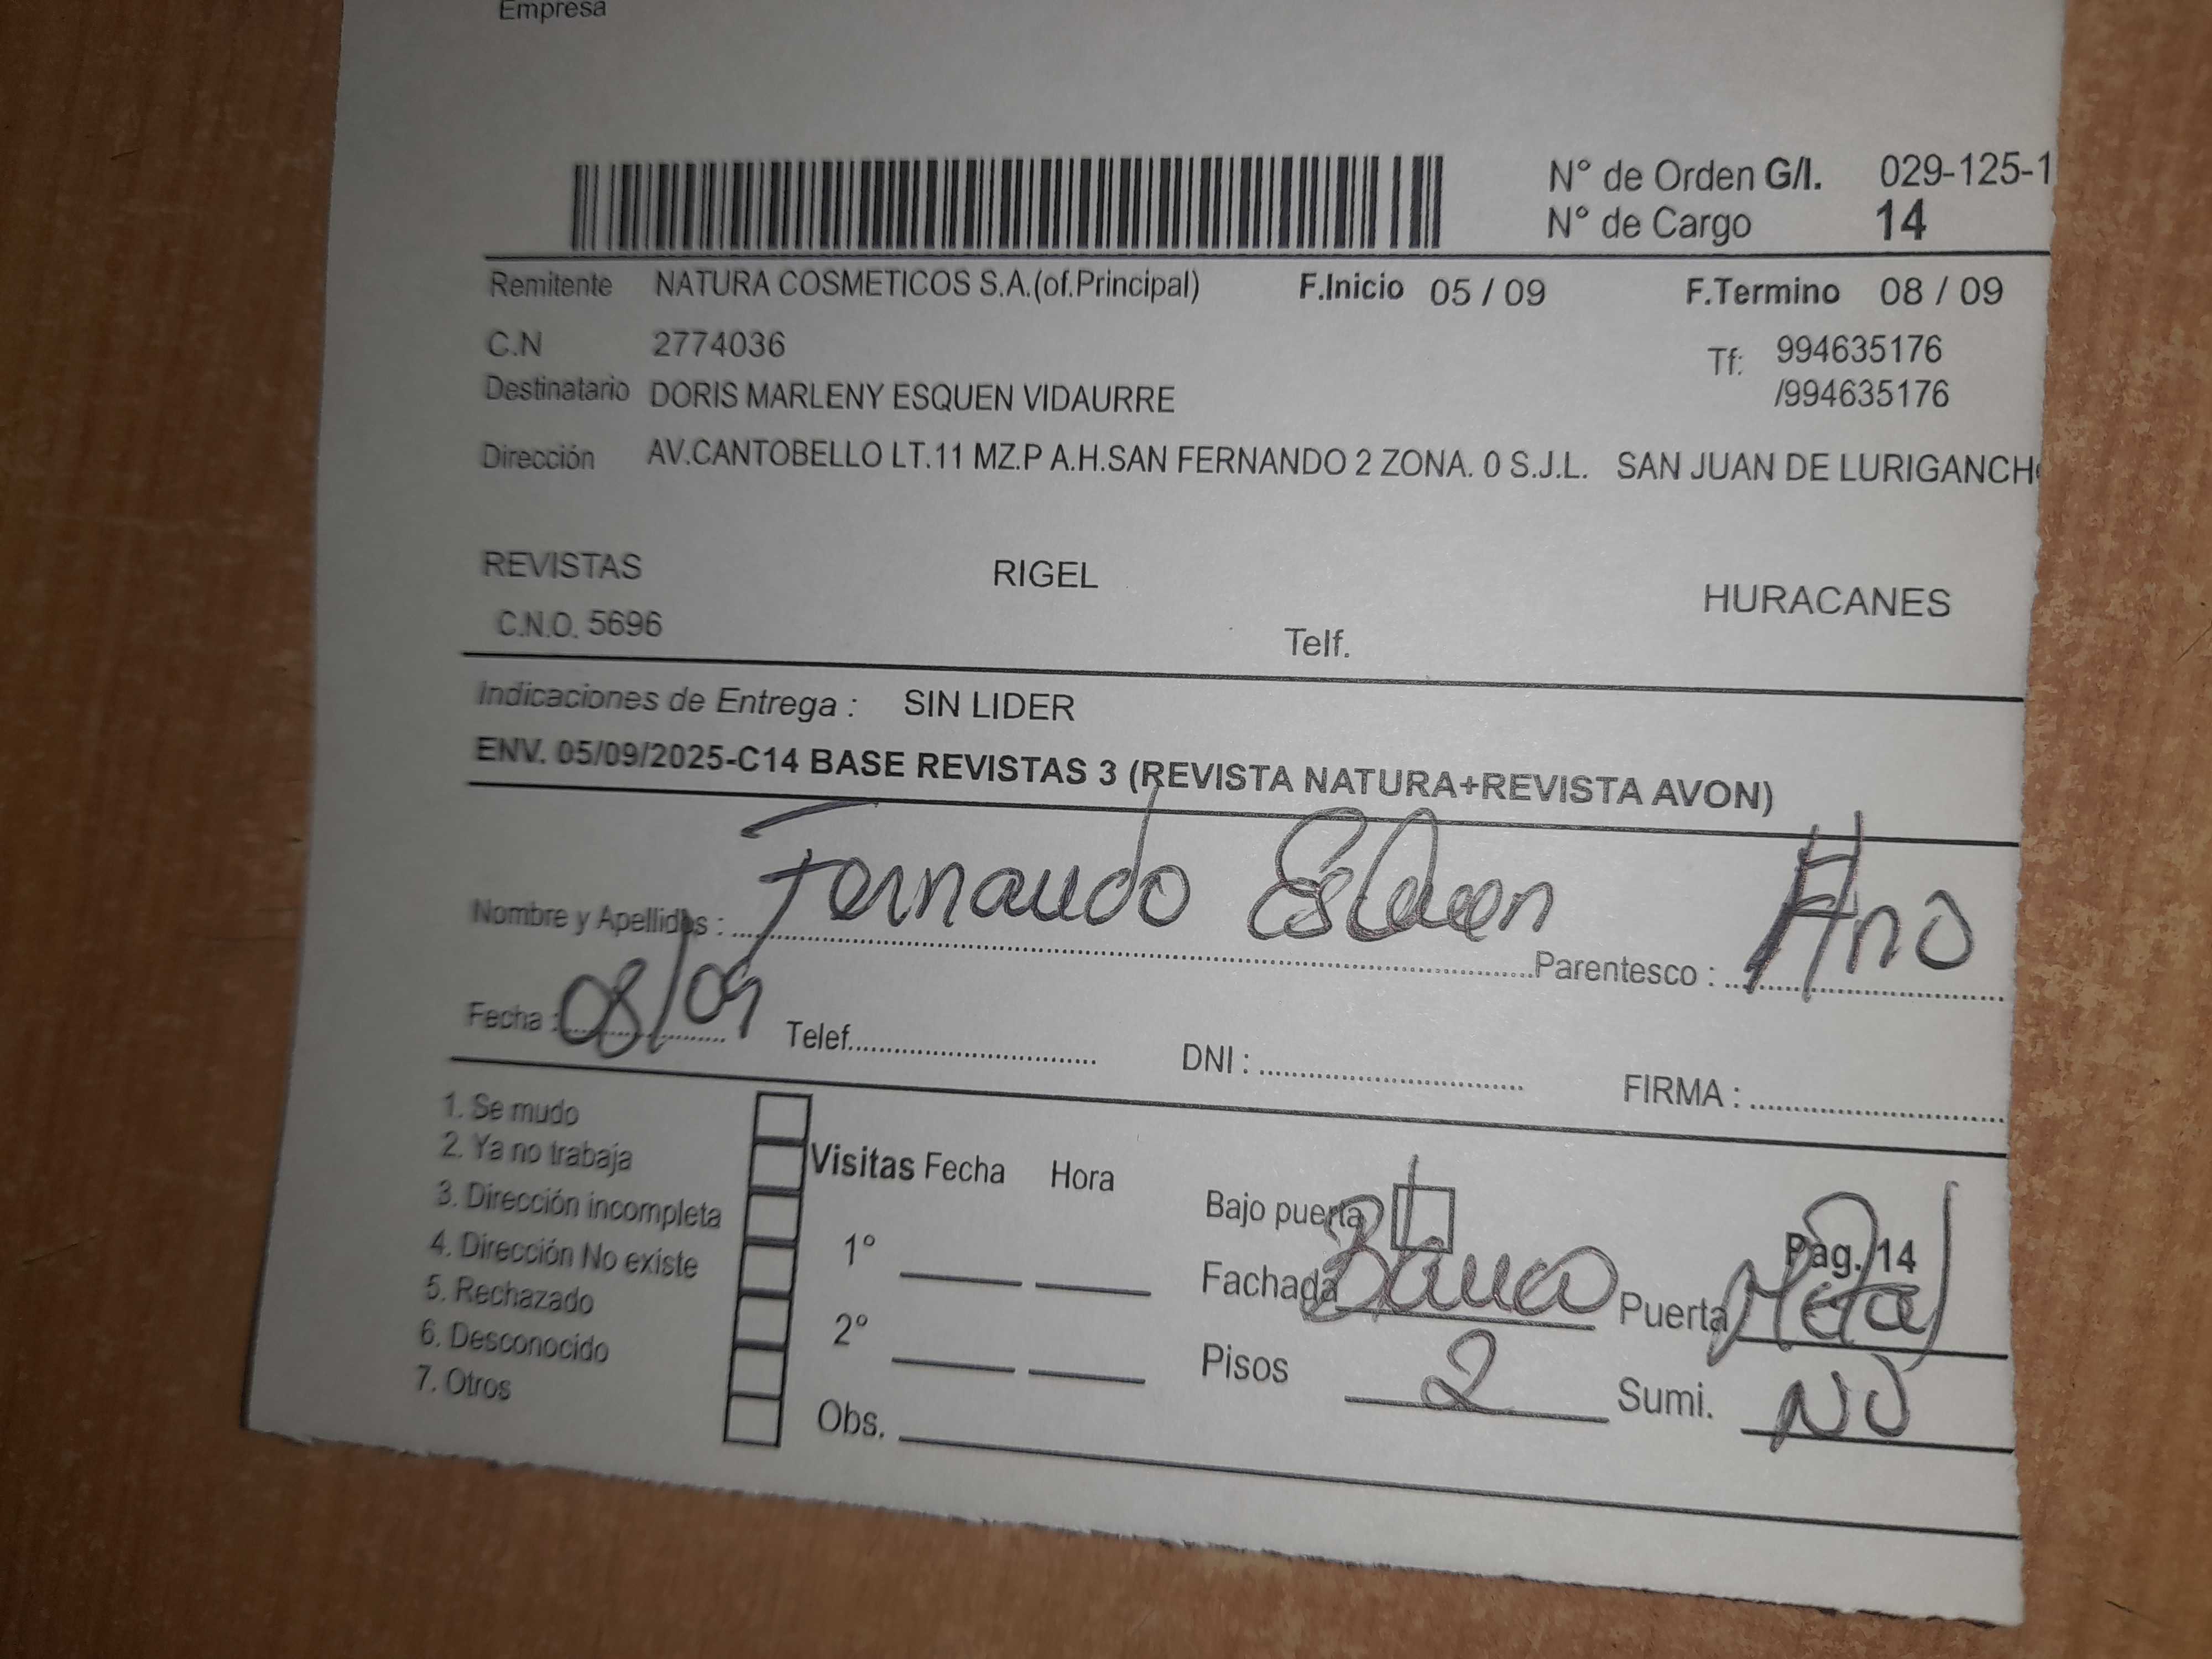 Empresa
N° de Orden G/I. 029-125-1
N° de Cargo 14
Remitente NATURA COSMETICOS S.A.(of.Principal) F.Inicio 05 / 09 F.Termino 08 / 09
C.N 2774036 Tf: 994635176
/994635176
Destinatario DORIS MARLENY ESQUEN VIDAURRE
Dirección AV.CANTOBELLO LT.11 MZ.P A.H.SAN FERNANDO 2 ZONA. 0 S.J.L. SAN JUAN DE LURIGANCHO
REVISTAS RIGEL HURACANES
C.N.O. 5696 Telf.
Indicaciones de Entrega : SIN LIDER
ENV. 05/09/2025-C14 BASE REVISTAS 3 (REVISTA NATURA+REVISTA AVON)
Nombre y Apellidos : Fernando Esquen Parentesco : Hno
Fecha : 08/09 Telef. DNI : FIRMA :
1. Se mudo
2. Ya no trabaja Visitas Fecha Hora
3. Dirección incompleta Bajo puerta
4. Dirección No existe 1° Fachada Blanco Puerta Metal Pag. 14
5. Rechazado
6. Desconocido 2° Pisos 2 Sumi. NO
7. Otros Obs.